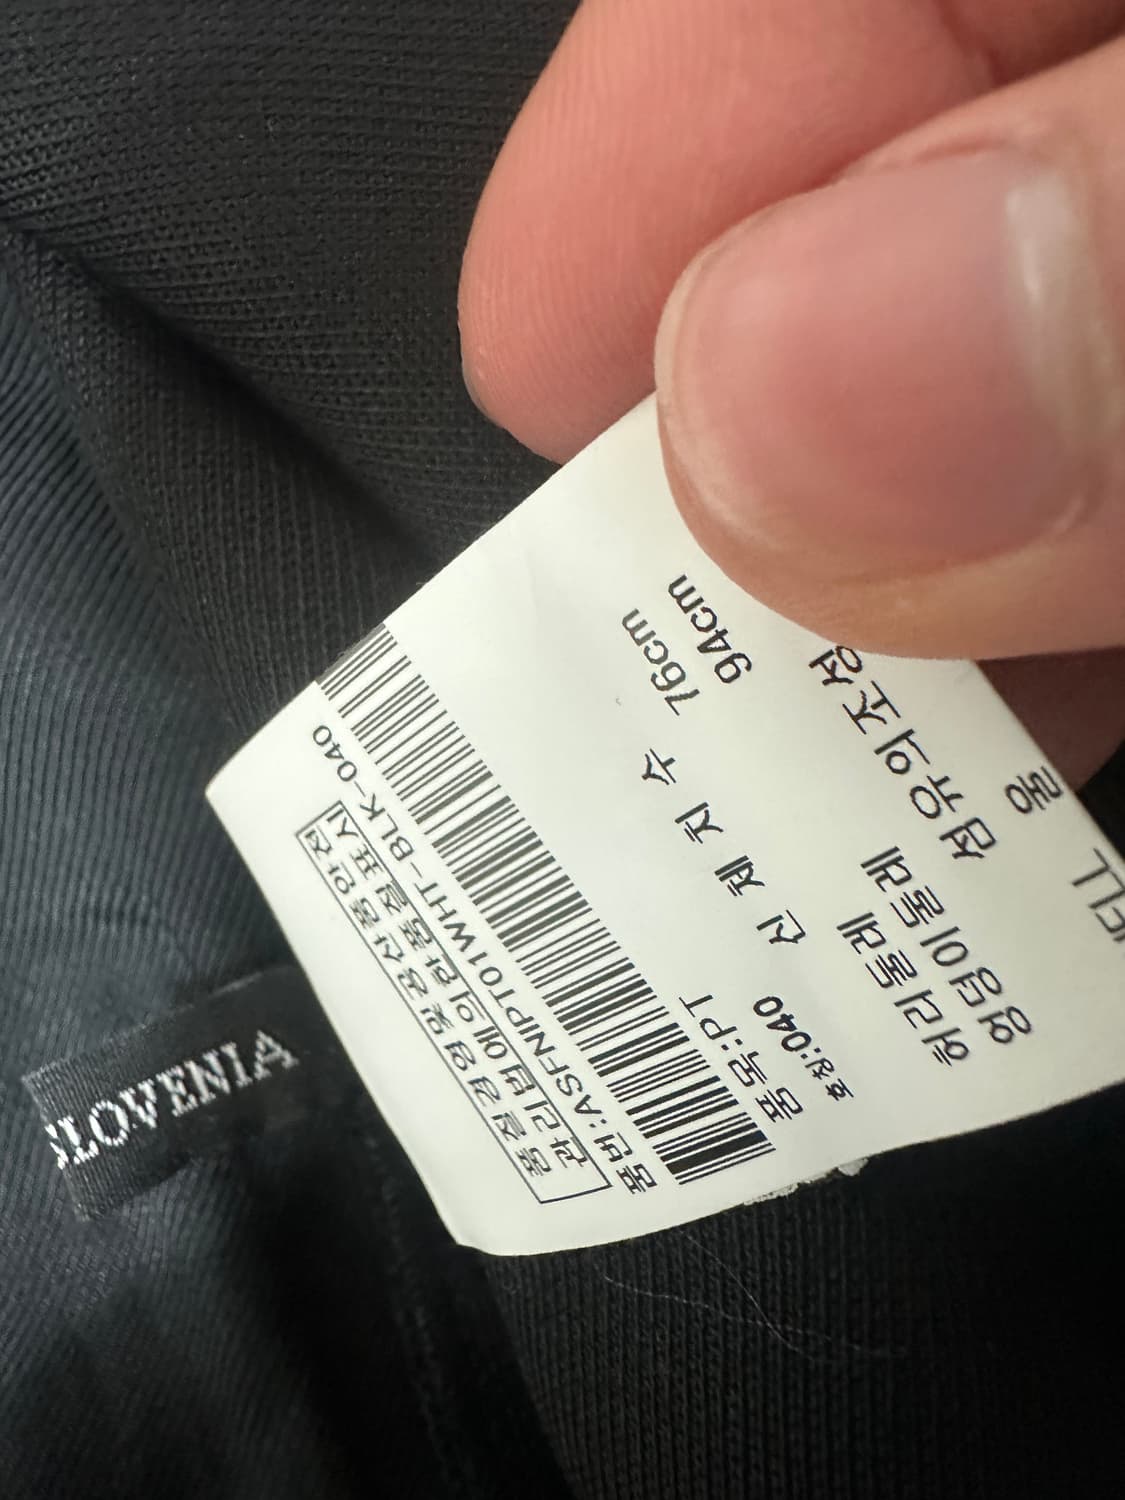 품질경영 및 공산품안전
관리법에 의한 품질표시
품번:ASFNIPT01WHT-BLK-040
품목:PT
호칭:040
신 체 치 수
허리둘레 76cm
엉덩이둘레 94cm
섬유의 조성
SLOVENIA